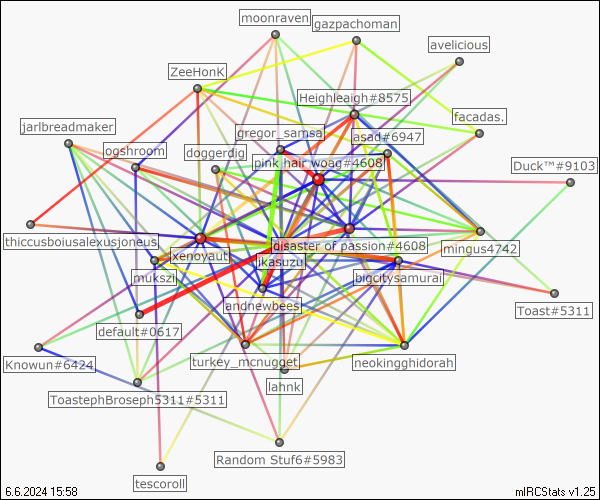 moonraven
gazpachoman
avelicious
ZeeHonK
Heighleaigh#8575
facadas.
jarlbreadmaker
gregor_samsa
asad#6947
ogshroom
doggerdig
pink hair woag#4608
Duck™#9103
thiccusboiusalexusjoneus
disaster of passion#4608
mingus4742
xenoyaut
ikasuzu
mukszi
bigcitysamurai
andnewbees
Toast#5311
default#0617
Knowun#6424
turkey_mcnugget
neokingghidorah
lahnk
ToastephBroseph5311#5311
Random Stuf6#5983
tescoroll
6.6.2024 15:58
mIRCStats v1.25